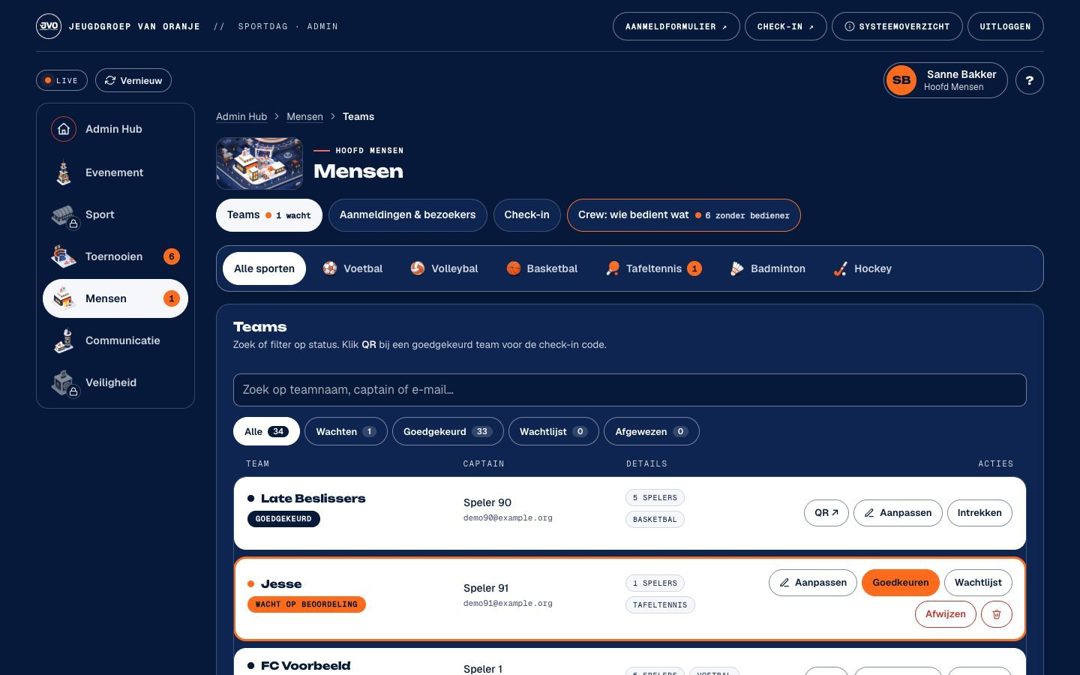 JVO JEUGDGROEP VAN ORANJE // SPORTDAG · ADMIN
AANMELDFORMULIER ↗ CHECK-IN ↗ SYSTEEMOVERZICHT UITLOGGEN
LIVE Vernieuw
SB Sanne Bakker
Hoofd Mensen
?
Admin Hub
Evenement
Sport
Toernooien 6
Mensen 1
Communicatie
Veiligheid
Admin Hub > Mensen > Teams
HOOFD MENSEN
Mensen
Teams 1 wacht Aanmeldingen & bezoekers Check-in Crew: wie bedient wat 6 zonder bediener
Alle sporten Voetbal Volleybal Basketbal Tafeltennis 1 Badminton Hockey
Teams
Zoek of filter op status. Klik QR bij een goedgekeurd team voor de check-in code.
Zoek op teamnaam, captain of e-mail...
Alle 34 Wachten 1 Goedgekeurd 33 Wachtlijst 0 Afgewezen 0
TEAM CAPTAIN DETAILS ACTIES
Late Beslissers
GOEDGEKEURD
Speler 90
demo90@example.org
5 SPELERS
BASKETBAL
QR ↗ Aanpassen Intrekken
Jesse
WACHT OP BEOORDELING
Speler 91
demo91@example.org
1 SPELERS
TAFELTENNIS
Aanpassen Goedkeuren Wachtlijst
Afwijzen
FC Voorbeeld
Speler 1